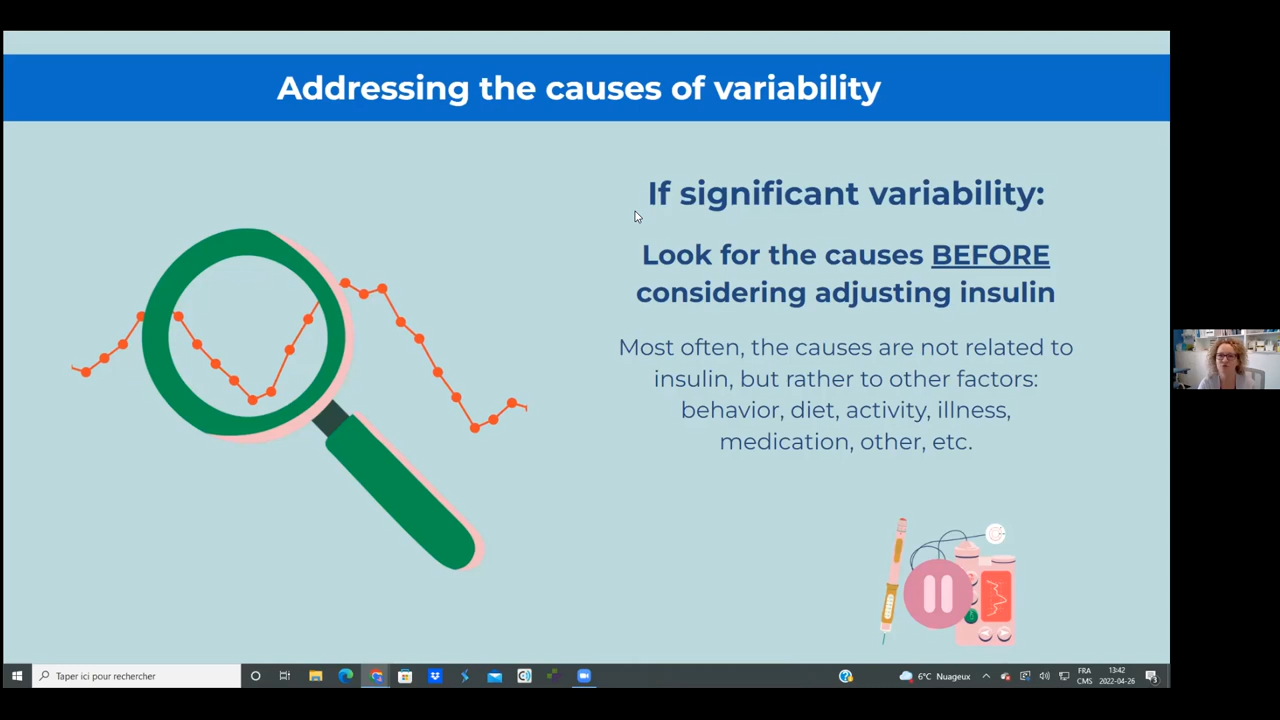 Addressing the causes of variability
If significant variability:
Look for the causes BEFORE
considering adjusting insulin
Most often, the causes are not related to
insulin, but rather to other factors:
behavior, diet, activity, illness,
medication, other, etc.
Taper ici pour rechercher
6°C Nuageux
FRA
CMS
13:42
2022-04-26